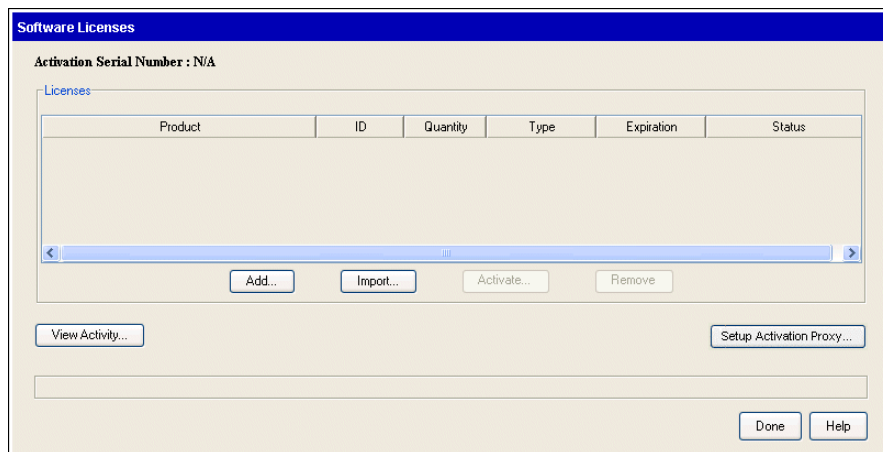 Software Licenses
Activation Serial Number : N/A
Licenses
Product ID Quantity Type Expiration Status
Add... Import... Activate... Remove
View Activity... Setup Activation Proxy...
Done Help